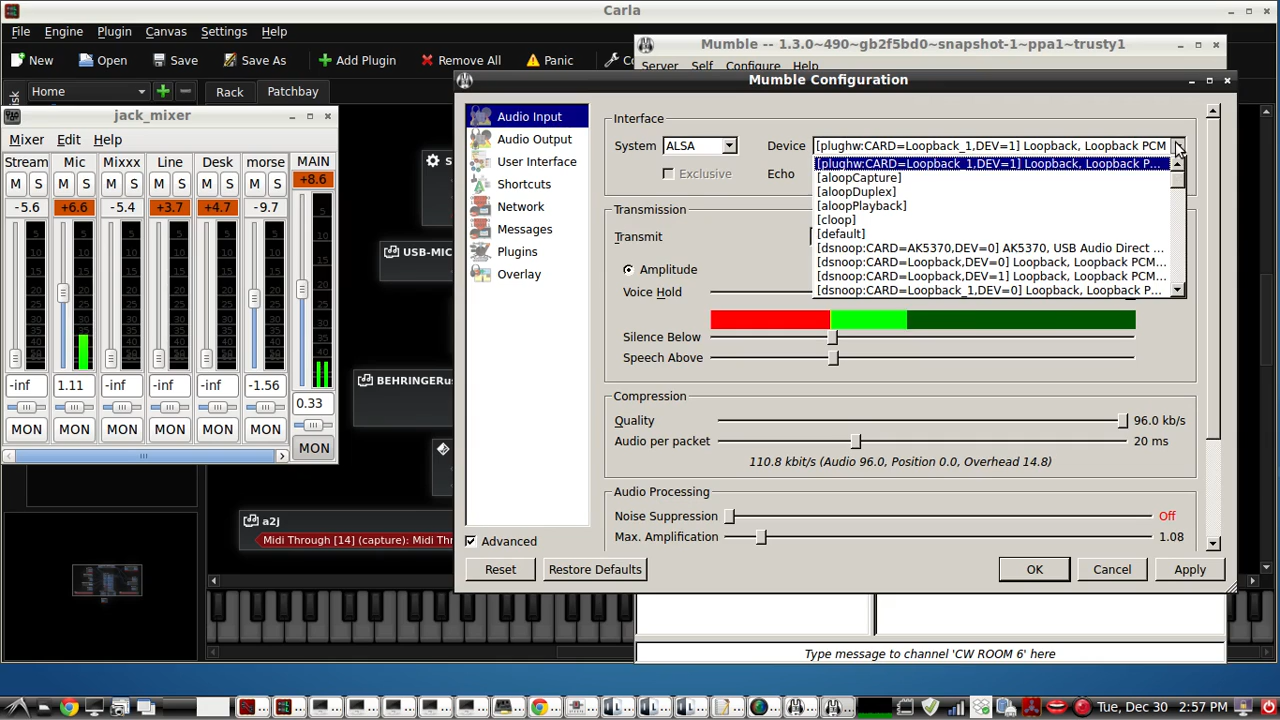 Carla
File Engine Plugin Canvas Settings Help
New Open Save Save As Add Plugin Remove All Panic
Home Rack Patchbay
Mumble -- 1.3.0~490~gb2f5bd0~snapshot-1~ppa1~trusty1
Server Self Configure Help
jack_mixer
Mixer Edit Help
Stream Mic Mixxx Line Desk morse MAIN
M S M S M S M S M S M S +8.6
-5.6 +6.6 -5.4 +3.7 +4.7 -9.7
-inf 1.11 -inf -inf -inf -1.56 0.33
MON MON MON MON MON MON MON
USB-MIC
BEHRINGERus
a2j
Midi Through [14] (capture): Midi Thr
Mumble Configuration
Audio Input
Audio Output
User Interface
Shortcuts
Network
Messages
Plugins
Overlay
Advanced
Interface
System ALSA Device [plughw:CARD=Loopback_1,DEV=1] Loopback, Loopback PCM
Exclusive Echo
[plughw:CARD=Loopback_1,DEV=1] Loopback, Loopback P...
[aloopCapture]
[aloopDuplex]
[aloopPlayback]
[cloop]
[default]
[dsnoop:CARD=AK5370,DEV=0] AK5370, USB Audio Direct ...
[dsnoop:CARD=Loopback,DEV=0] Loopback, Loopback PCM...
[dsnoop:CARD=Loopback,DEV=1] Loopback, Loopback PCM...
[dsnoop:CARD=Loopback_1,DEV=0] Loopback, Loopback P...
Transmission
Transmit
Amplitude
Voice Hold
Silence Below
Speech Above
Compression
Quality 96.0 kb/s
Audio per packet 20 ms
110.8 kbit/s (Audio 96.0, Position 0.0, Overhead 14.8)
Audio Processing
Noise Suppression Off
Max. Amplification 1.08
Reset Restore Defaults OK Cancel Apply
Type message to channel 'CW ROOM 6' here
Tue, Dec 30 2:57 PM